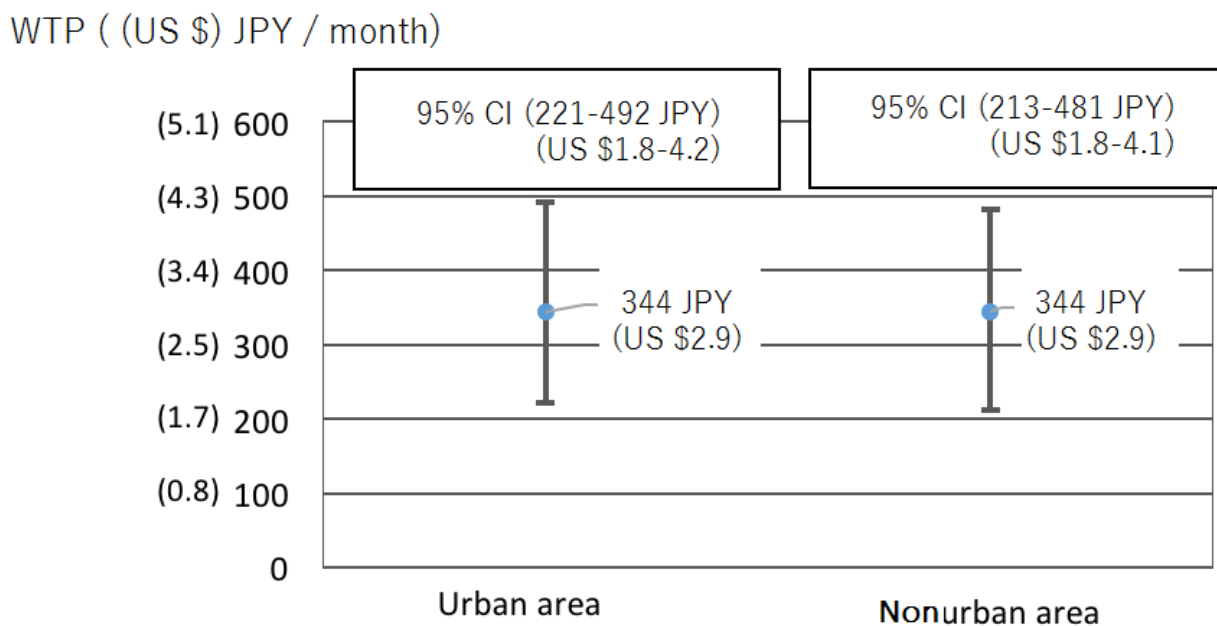 WTP ( (US $) JPY / month)
95% CI (221-492 JPY)
(US $1.8-4.2)
95% CI (213-481 JPY)
(US $1.8-4.1)
(5.1) 600
(4.3) 500
(3.4) 400
344 JPY
(US $2.9)
344 JPY
(US $2.9)
(2.5) 300
(1.7) 200
(0.8) 100
0
Urban area
Nonurban area